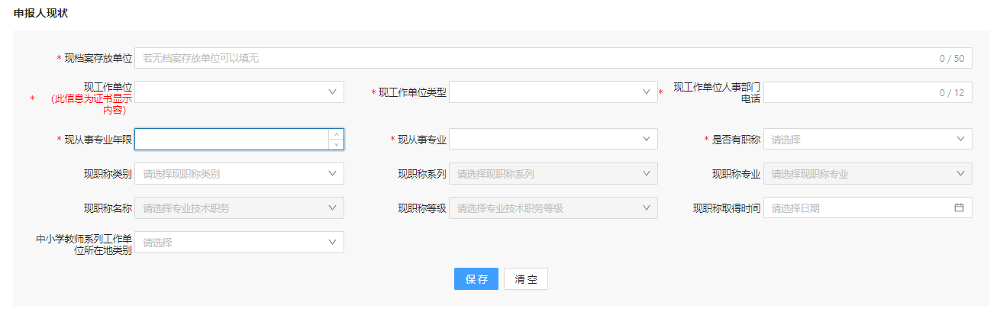 申报人现状
* 现档案存放单位 若无档案存放单位可以填无 0 / 50
现工作单位
* (此信息为证书显示
内容)
* 现工作单位类型
* 现工作单位人事部门
电话 0 / 12
* 现从事专业年限
* 现从事专业
* 是否有职称 请选择
现职称类别 请选择现职称类别
现职称系列 请选择现职称系列
现职称专业 请选择现职称专业
现职称名称 请选择专业技术职务
现职称等级 请选择专业技术职务等级
现职称取得时间 请选择日期
中小学教师系列工作单
位所在地类别 请选择
保存 清空